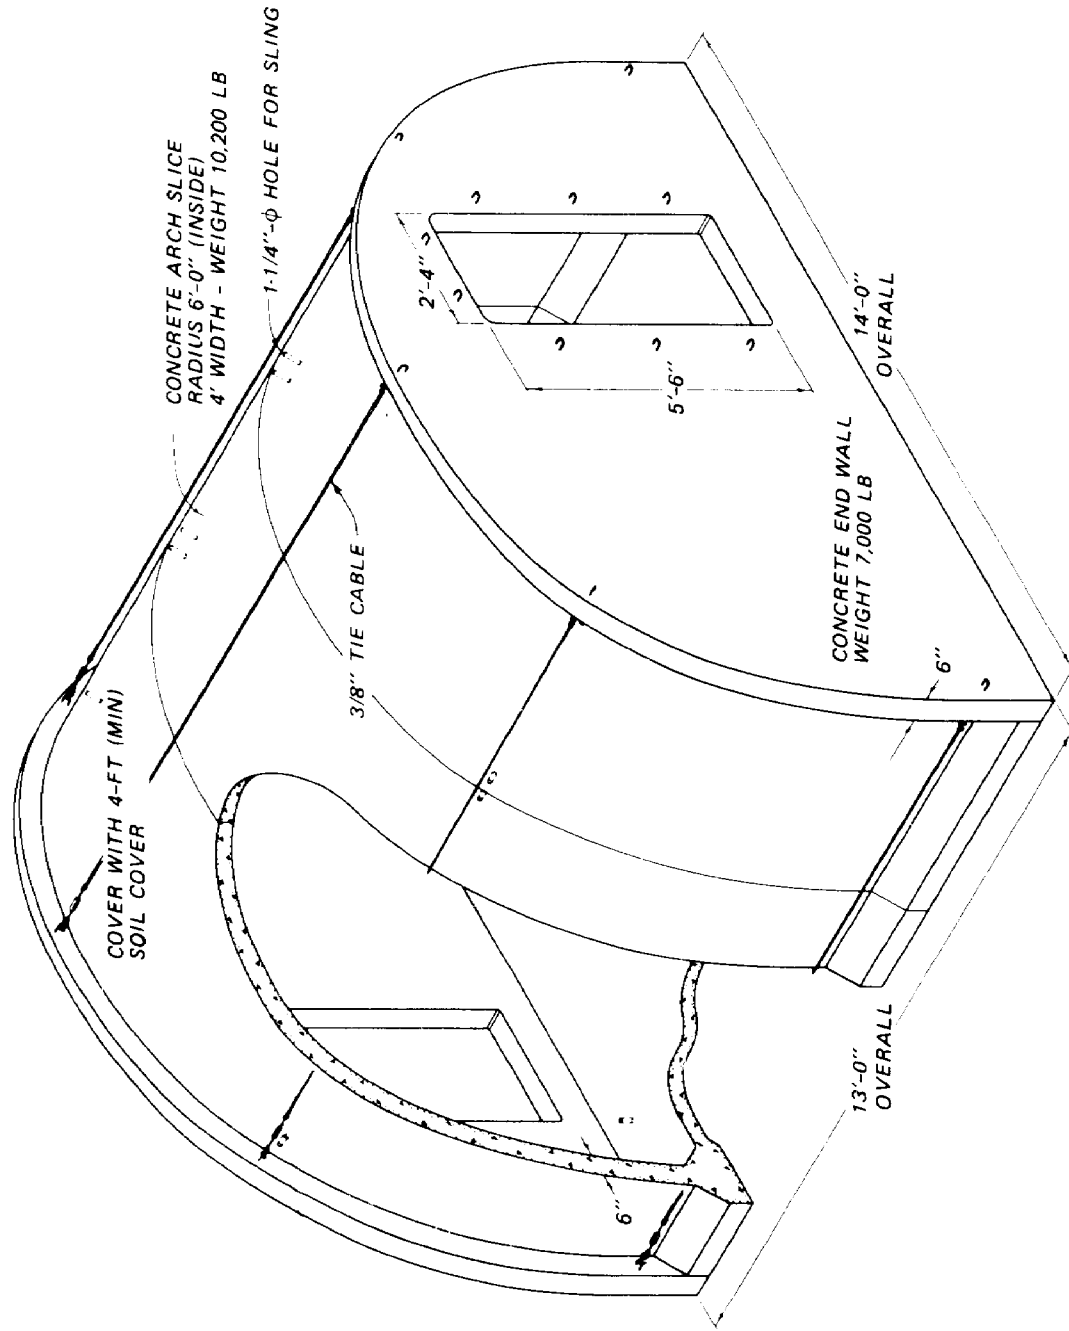 CONCRETE ARCH SLICE
RADIUS 6'-0" (INSIDE)
4' WIDTH - WEIGHT 10,200 LB
1-1/4"-ϕ HOLE FOR SLING
COVER WITH 4-FT (MIN)
SOIL COVER
3/8" TIE CABLE
2'-4"
5'-6"
14'-0"
OVERALL
CONCRETE END WALL
WEIGHT 7,000 LB
6"
6"
13'-0"
OVERALL